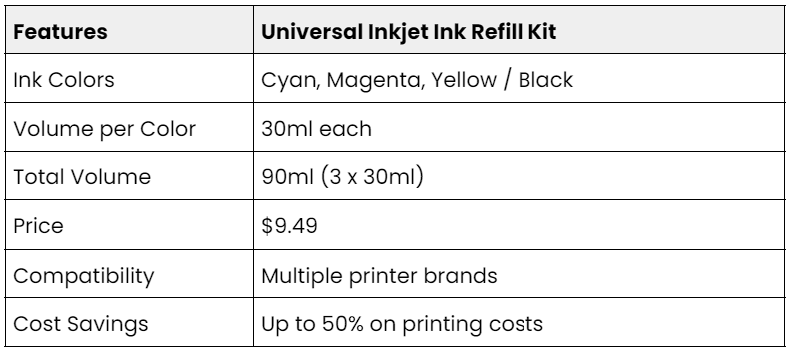 Features Universal Inkjet Ink Refill Kit
Ink Colors Cyan, Magenta, Yellow / Black
Volume per Color 30ml each
Total Volume 90ml (3 x 30ml)
Price $9.49
Compatibility Multiple printer brands
Cost Savings Up to 50% on printing costs